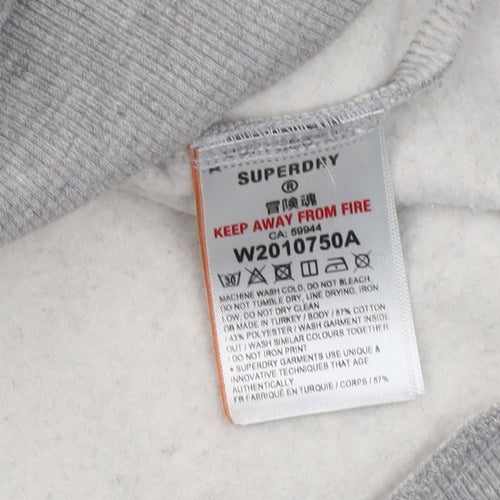 SUPERDRY
®
冒険魂
KEEP AWAY FROM FIRE
CA: 59944
W2010750A
30
MACHINE WASH COLD, DO NOT BLEACH,
DO NOT TUMBLE DRY, LINE DRYING, IRON
LOW, DO NOT DRY CLEAN
GB MADE IN TURKEY / BODY / 57% COTTON
/ 43% POLYESTER / WASH GARMENT INSIDE
OUT / WASH SIMILAR COLOURS TOGETHER
/ DO NOT IRON PRINT
* SUPERDRY GARMENTS USE UNIQUE &
INNOVATIVE TECHNIQUES THAT AGE
AUTHENTICALLY
FR FABRIQUÉ EN TURQUIE / CORPS / 57%